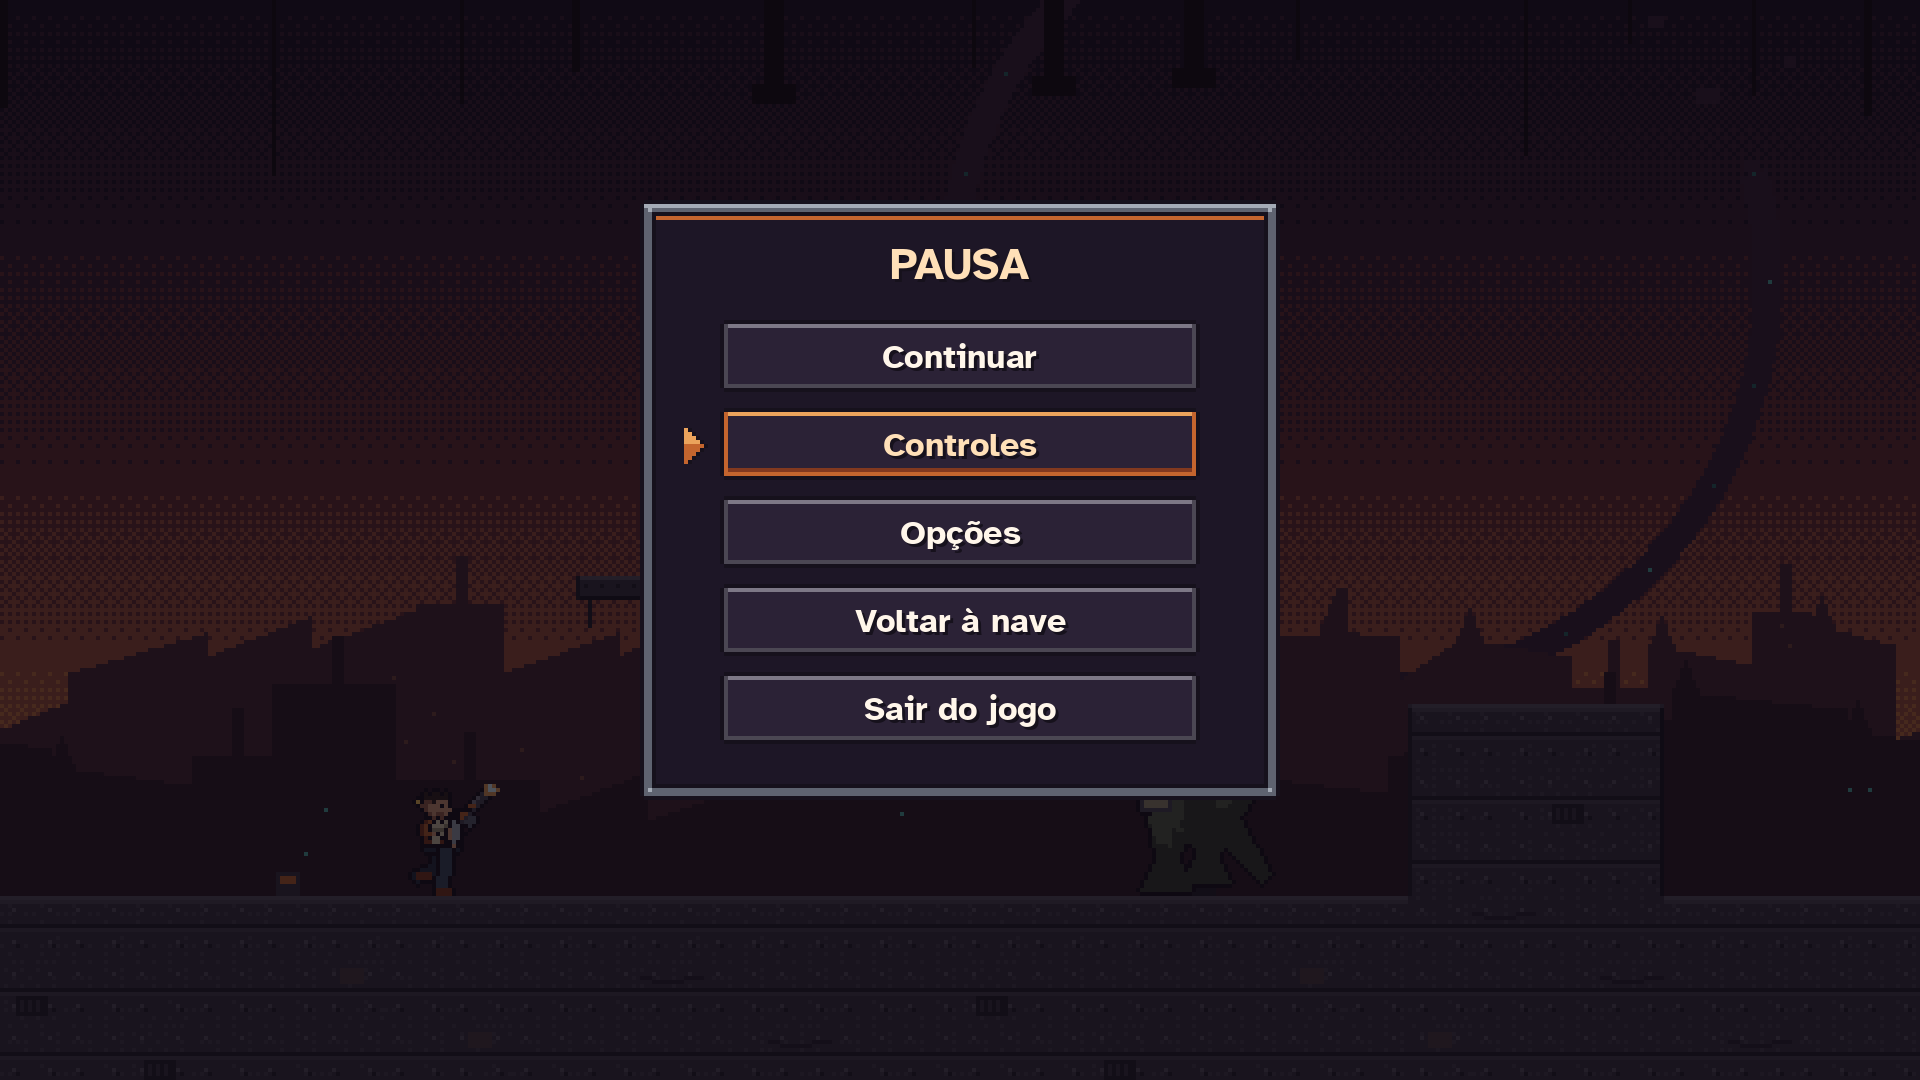 PAUSA
Continuar
Controles
Opções
Voltar à nave
Sair do jogo